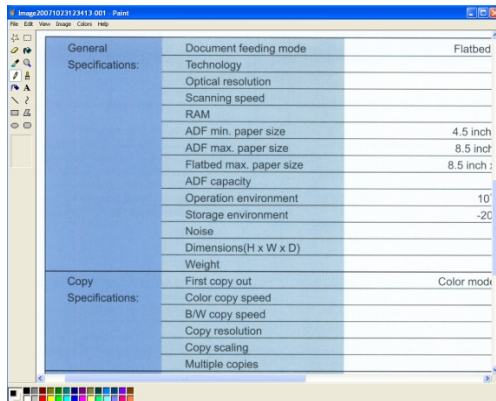 Image20071023123413-001 - Paint
File Edit View Image Colors Help
General Document feeding mode Flatbed
Specifications: Technology
Optical resolution
Scanning speed
RAM
ADF min. paper size 4.5 inch
ADF max. paper size 8.5 inch
Flatbed max. paper size 8.5 inch
ADF capacity
Operation environment 10
Storage environment -20
Noise
Dimensions(H x W x D)
Weight
Copy First copy out Color mode
Specifications: Color copy speed
B/W copy speed
Copy resolution
Copy scaling
Multiple copies